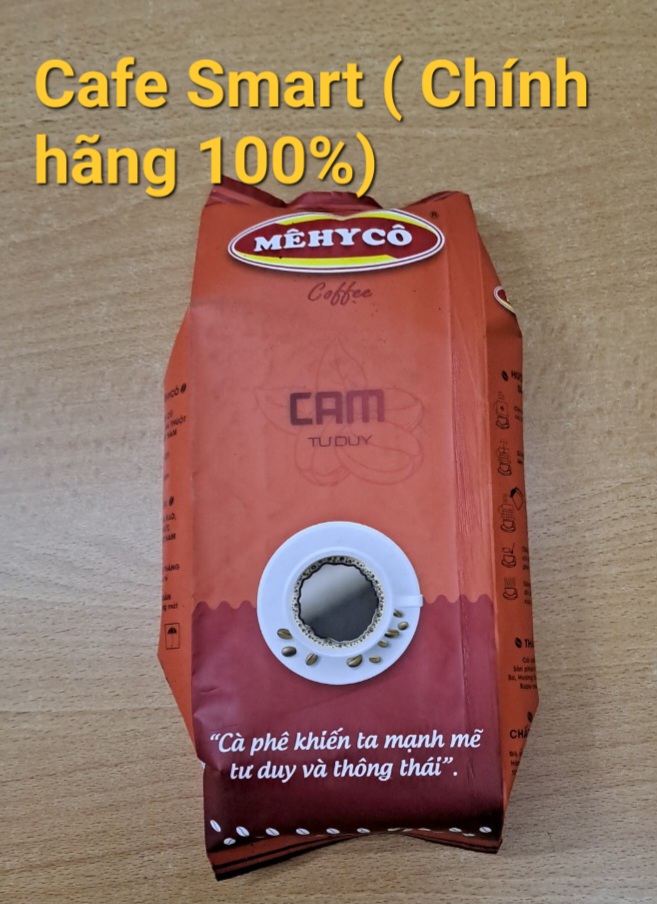 Cafe Smart ( Chính
hãng 100%)
MÊHYCÔ
®
Coffee
CAM
TƯ DUY
“Cà phê khiến ta mạnh mẽ
tư duy và thông thái”.